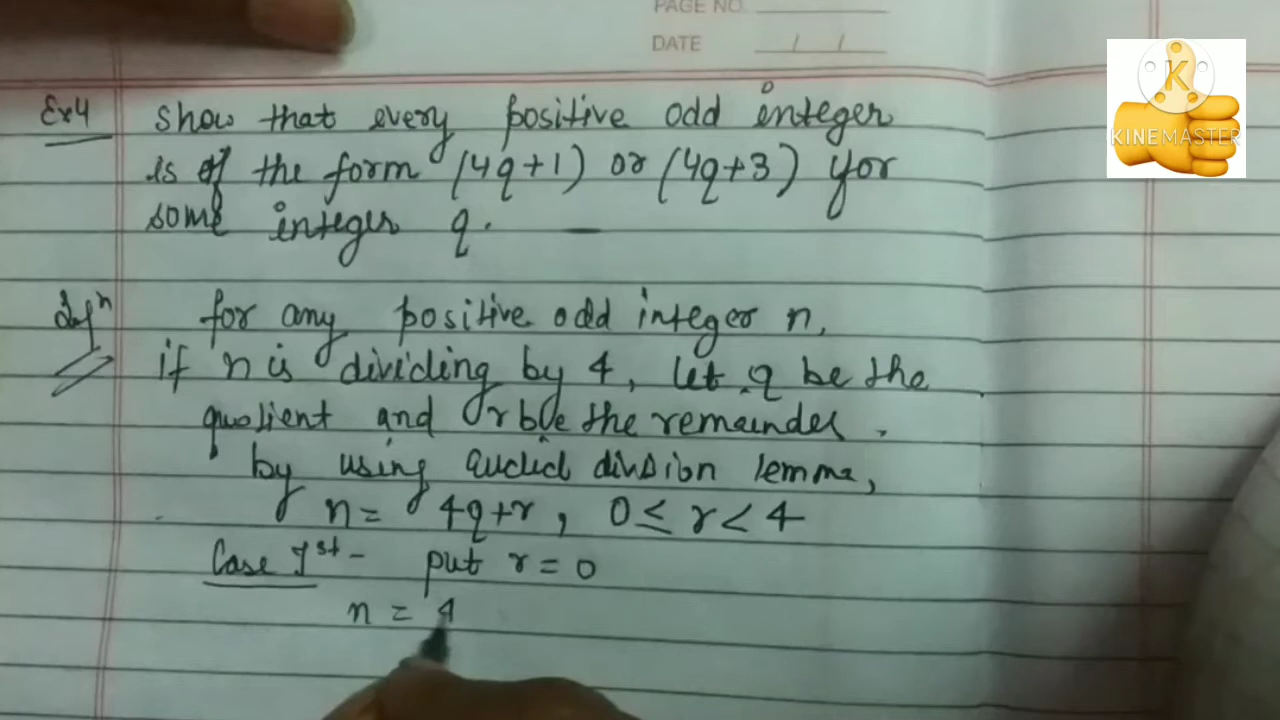 PAGE NO.
DATE / /
KINEMASTER
Ex4 show that every positive odd integer
is of the form (4q+1) or (4q+3) for
some integer q.
Solⁿ for any positive odd integer n,
if n is dividing by 4, let q be the
quotient and r be the remainder.
by using euclid division lemma,
n = 4q+r, 0 ≤ r < 4
Case Iˢᵗ - put r = 0
n = 4